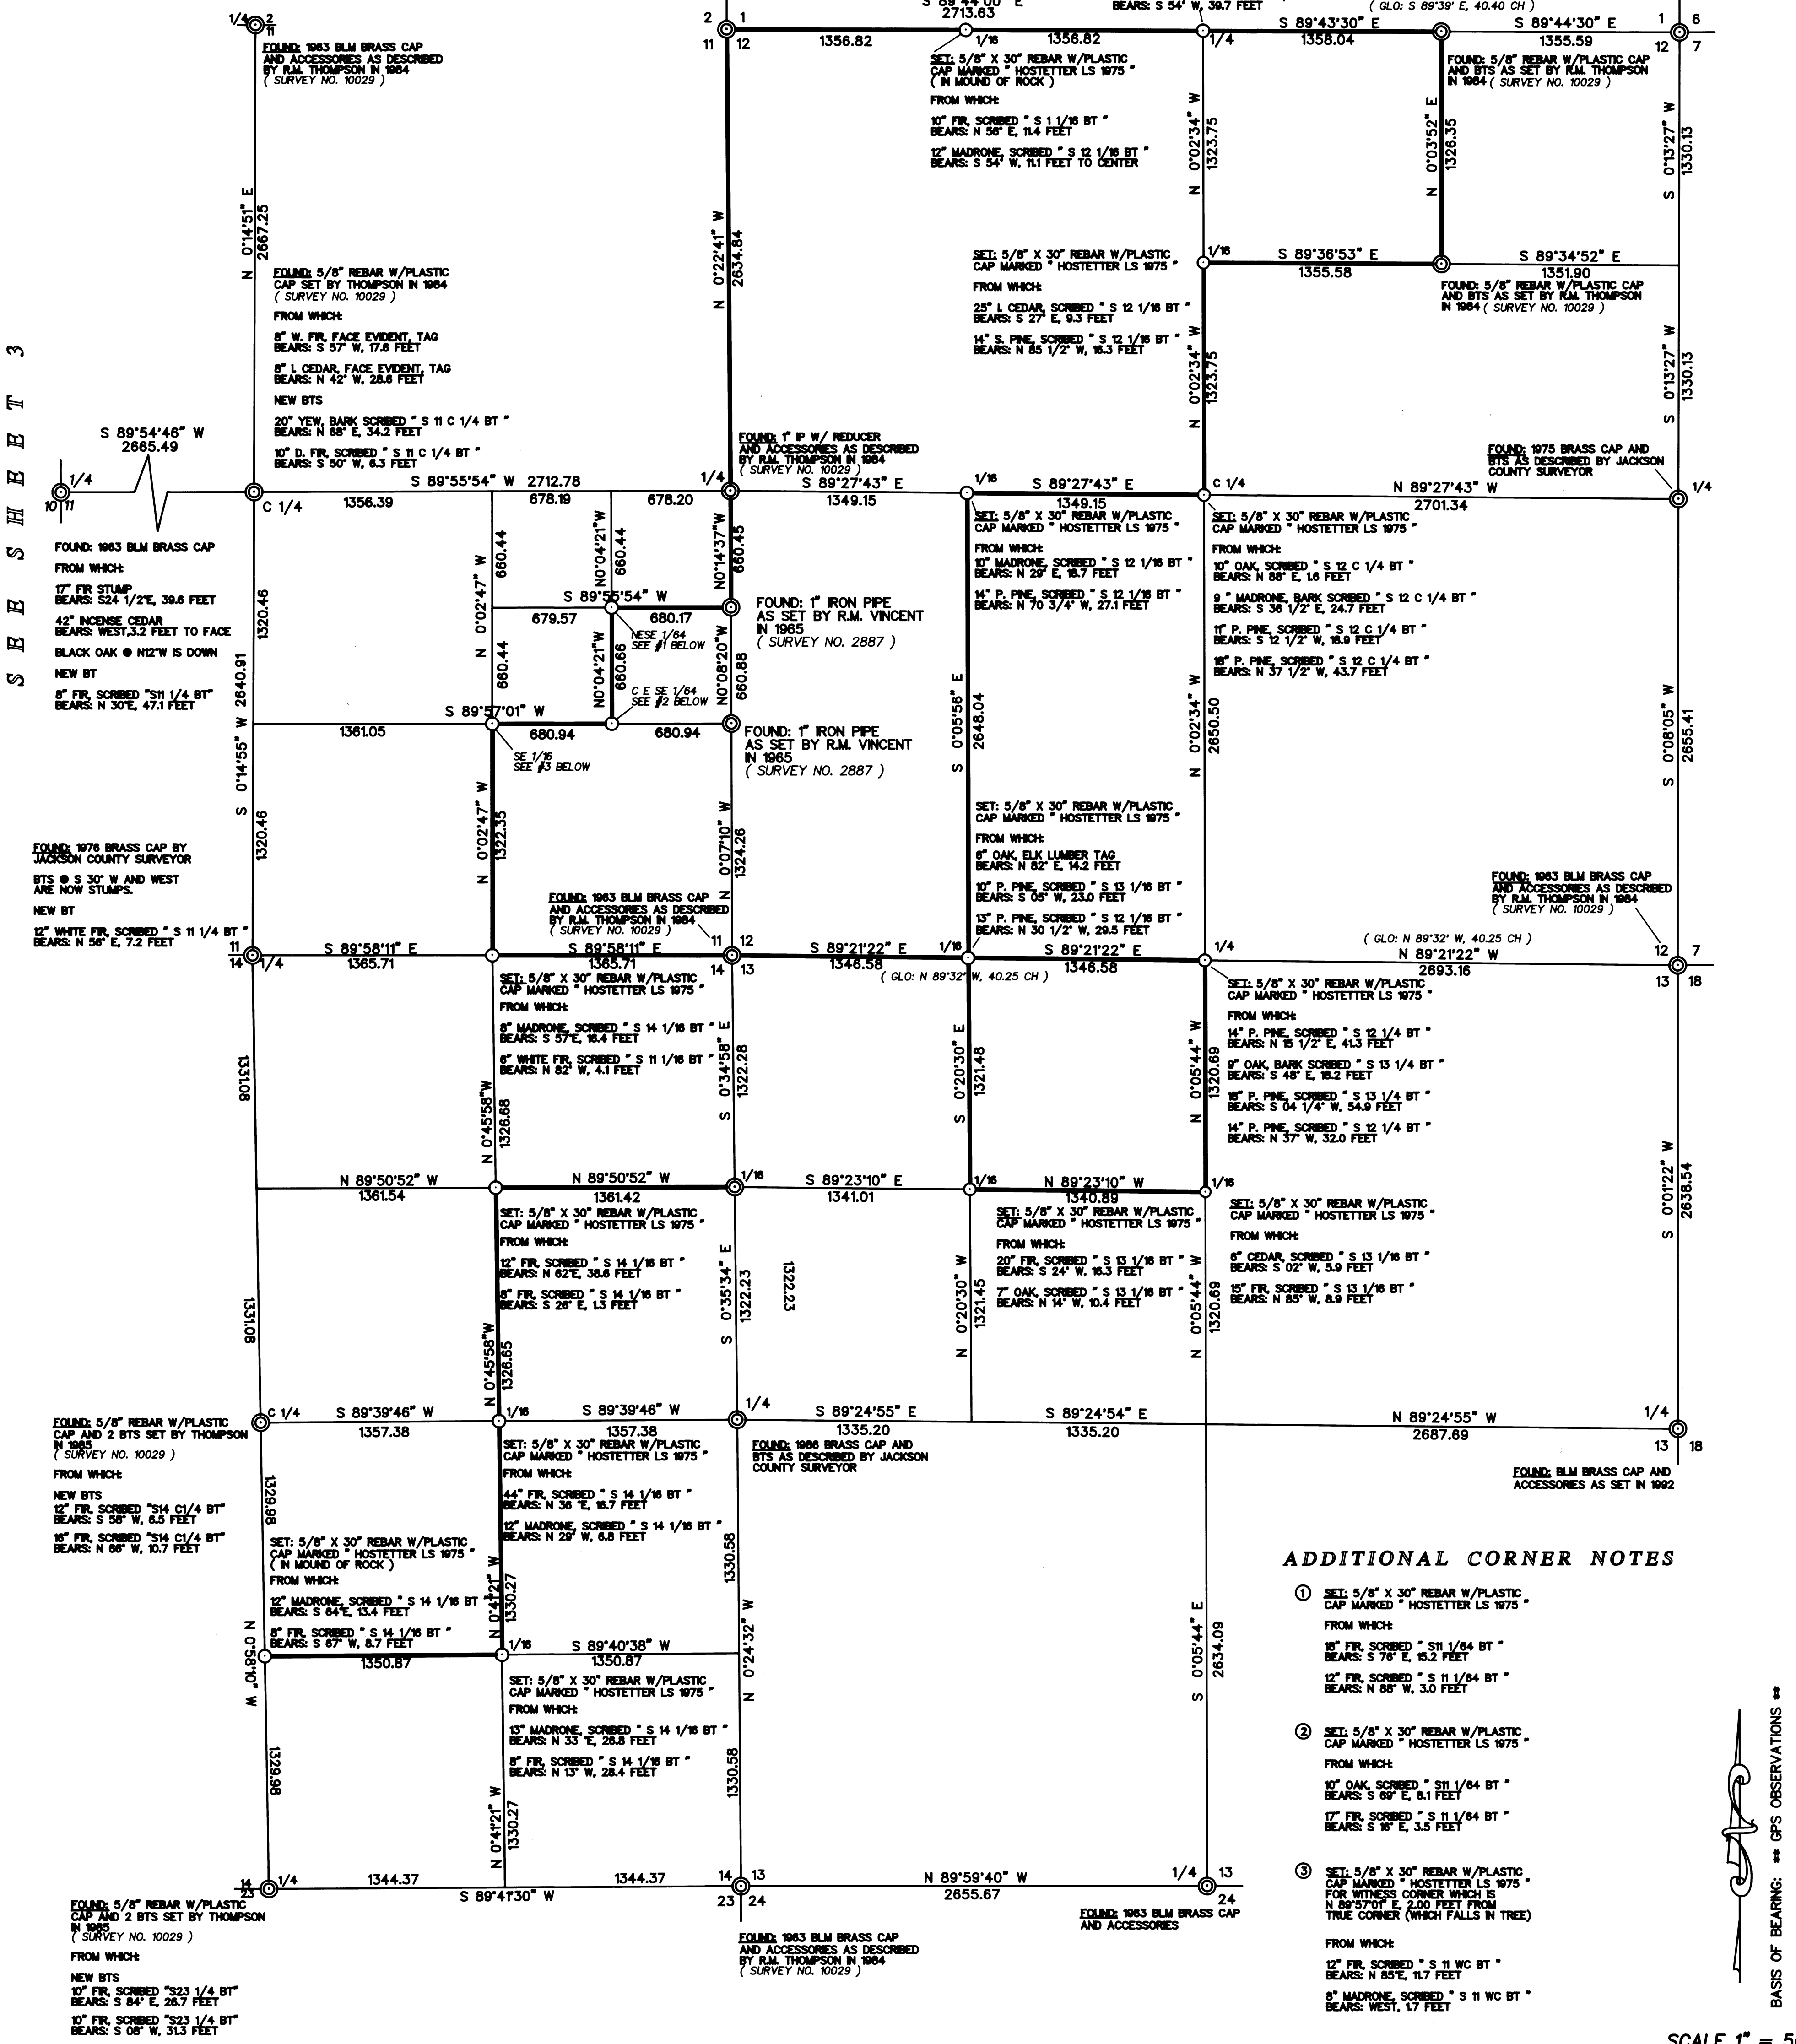 S 89°44'00" E
2713.63
BEARS: S 54° W, 39.7 FEET
( GLO: S 89°39' E, 40.40 CH )
1/4 2
11
2 1
11 12
1356.82
1/16
1356.82
1/4
S 89°43'30" E
1358.04
S 89°44'30" E
1355.59
1 6
12 7
FOUND: 1963 BLM BRASS CAP
AND ACCESSORIES AS DESCRIBED
BY R.M. THOMPSON IN 1984
( SURVEY NO. 10029 )
SET: 5/8" X 30" REBAR W/PLASTIC
CAP MARKED " HOSTETTER LS 1975 "
( IN MOUND OF ROCK )
FROM WHICH:
10" FIR, SCRIBED " S 1 1/16 BT "
BEARS: N 56° E, 11.4 FEET
12" MADRONE, SCRIBED " S 12 1/16 BT "
BEARS: S 54° W, 11.1 FEET TO CENTER
FOUND: 5/8" REBAR W/PLASTIC CAP
AND BTS AS SET BY R.M. THOMPSON
IN 1984 ( SURVEY NO. 10029 )
N 0°14'51" E
2667.25
N 0°22'41" W
2634.84
N 0°02'34" W
1323.75
N 0°03'52" E
1326.35
S 0°13'27" W
1330.13
FOUND: 5/8" REBAR W/PLASTIC
CAP SET BY THOMPSON IN 1984
( SURVEY NO. 10029 )
FROM WHICH:
8" W. FIR, FACE EVIDENT, TAG
BEARS: S 57° W, 17.6 FEET
8" I. CEDAR, FACE EVIDENT, TAG
BEARS: N 42° W, 28.6 FEET
NEW BTS
20" YEW, BARK SCRIBED " S 11 C 1/4 BT "
BEARS: N 68° E, 34.2 FEET
10" D. FIR, SCRIBED " S 11 C 1/4 BT "
BEARS: S 50° W, 6.3 FEET
SET: 5/8" X 30" REBAR W/PLASTIC
CAP MARKED " HOSTETTER LS 1975 "
FROM WHICH:
25" I. CEDAR, SCRIBED " S 12 1/16 BT "
BEARS: S 27° E, 9.3 FEET
14" S. PINE, SCRIBED " S 12 1/16 BT "
BEARS: N 85 1/2° W, 16.3 FEET
1/16
S 89°36'53" E
1355.58
S 89°34'52" E
1351.90
FOUND: 5/8" REBAR W/PLASTIC CAP
AND BTS AS SET BY R.M. THOMPSON
IN 1984 ( SURVEY NO. 10029 )
N 0°02'34" W
1323.75
S 0°13'27" W
1330.13
SEE SHEET 3
S 89°54'46" W
2665.49
1/4
10 11
FOUND: 1" IP W/ REDUCER
AND ACCESSORIES AS DESCRIBED
BY R.M. THOMPSON IN 1984
( SURVEY NO. 10029 )
FOUND: 1975 BRASS CAP AND
BTS AS DESCRIBED BY JACKSON
COUNTY SURVEYOR
C 1/4
S 89°55'54" W 2712.78
1356.39
678.19
678.20
1/4
S 89°27'43" E
1349.15
1/16
S 89°27'43" E
1349.15
C 1/4
N 89°27'43" W
2701.34
1/4
FOUND: 1963 BLM BRASS CAP
FROM WHICH:
17" FIR STUMP
BEARS: S24 1/2°E, 39.6 FEET
42" INCENSE CEDAR
BEARS: WEST,3.2 FEET TO FACE
BLACK OAK @ N12°W IS DOWN
NEW BT
8" FIR, SCRIBED "S11 1/4 BT"
BEARS: N 30°E, 47.1 FEET
1320.46
S 0°14'55" W 2640.91
N 0°02'47" W
660.44
660.44
N0°04'21"W
660.44
N0°14'37"W
660.45
S 89°55'54" W
679.57
680.17
NESE 1/64
SEE #1 BELOW
FOUND: 1" IRON PIPE
AS SET BY R.M. VINCENT
IN 1965
( SURVEY NO. 2887 )
N0°04'21"W
660.66
C E SE 1/64
SEE #2 BELOW
N0°08'20"W
660.88
S 89°57'01" W
1361.05
680.94
680.94
SE 1/16
SEE #3 BELOW
FOUND: 1" IRON PIPE
AS SET BY R.M. VINCENT
IN 1965
( SURVEY NO. 2887 )
SET: 5/8" X 30" REBAR W/PLASTIC
CAP MARKED " HOSTETTER LS 1975 "
FROM WHICH:
10" MADRONE, SCRIBED " S 12 1/16 BT "
BEARS: N 29° E, 18.7 FEET
14" P. PINE, SCRIBED " S 12 1/16 BT "
BEARS: N 70 3/4° W, 27.1 FEET
SET: 5/8" X 30" REBAR W/PLASTIC
CAP MARKED " HOSTETTER LS 1975 "
FROM WHICH:
10" OAK, SCRIBED " S 12 C 1/4 BT "
BEARS: N 88° E, 1.6 FEET
9 " MADRONE, BARK SCRIBED " S 12 C 1/4 BT "
BEARS: S 36 1/2° E, 24.7 FEET
11" P. PINE, SCRIBED " S 12 C 1/4 BT "
BEARS: S 12 1/2° W, 18.9 FEET
16" P. PINE, SCRIBED " S 12 C 1/4 BT "
BEARS: N 37 1/2° W, 43.7 FEET
S 0°05'56" E
2648.04
N 0°02'34" W
2650.50
S 0°08'05" W
2655.41
1320.46
N 0°02'47" W
1322.35
N 0°07'10" W
1324.26
FOUND: 1976 BRASS CAP BY
JACKSON COUNTY SURVEYOR
BTS @ S 30° W AND WEST
ARE NOW STUMPS.
NEW BT
12" WHITE FIR, SCRIBED " S 11 1/4 BT "
BEARS: N 56° E, 7.2 FEET
SET: 5/8" X 30" REBAR W/PLASTIC
CAP MARKED " HOSTETTER LS 1975 "
FROM WHICH:
6" OAK, ELK LUMBER TAG
BEARS: N 82° E, 14.2 FEET
10" P. PINE, SCRIBED " S 13 1/16 BT "
BEARS: S 05° W, 23.0 FEET
13" P. PINE, SCRIBED " S 12 1/16 BT "
BEARS: N 30 1/2° W, 29.5 FEET
FOUND: 1963 BLM BRASS CAP
AND ACCESSORIES AS DESCRIBED
BY R.M. THOMPSON IN 1984
( SURVEY NO. 10029 )
FOUND: 1963 BLM BRASS CAP
AND ACCESSORIES AS DESCRIBED
BY R.M. THOMPSON IN 1984
( SURVEY NO. 10029 )
11
14 1/4
S 89°58'11" E
1365.71
S 89°58'11" E
1365.71
11 12
14 13
S 89°21'22" E
1346.58
1/16
( GLO: N 89°32' W, 40.25 CH )
S 89°21'22" E
1346.58
1/4
( GLO: N 89°32' W, 40.25 CH )
N 89°21'22" W
2693.16
12 7
13 18
SET: 5/8" X 30" REBAR W/PLASTIC
CAP MARKED " HOSTETTER LS 1975 "
FROM WHICH:
8" MADRONE, SCRIBED " S 14 1/16 BT "
BEARS: S 57°E, 16.4 FEET
6" WHITE FIR, SCRIBED " S 11 1/16 BT "
BEARS: N 82° W, 4.1 FEET
SET: 5/8" X 30" REBAR W/PLASTIC
CAP MARKED " HOSTETTER LS 1975 "
FROM WHICH:
14" P. PINE, SCRIBED " S 12 1/4 BT "
BEARS: N 15 1/2° E, 41.3 FEET
9" OAK, BARK SCRIBED " S 13 1/4 BT "
BEARS: S 48° E, 18.2 FEET
16" P. PINE, SCRIBED " S 13 1/4 BT "
BEARS: S 04 1/4° W, 54.9 FEET
14" P. PINE, SCRIBED " S 12 1/4 BT "
BEARS: N 37° W, 32.0 FEET
1331.08
N 0°45'58"W
1326.68
S 0°34'58" E
1322.28
S 0°20'30" E
1321.48
N 0°05'44" W
1320.69
S 0°01'22" W
2638.54
N 89°50'52" W
1361.54
N 89°50'52" W
1361.42
1/16
S 89°23'10" E
1341.01
1/16
N 89°23'10" W
1340.89
1/16
SET: 5/8" X 30" REBAR W/PLASTIC
CAP MARKED " HOSTETTER LS 1975 "
FROM WHICH:
12" FIR, SCRIBED " S 14 1/16 BT "
BEARS: N 62°E, 38.6 FEET
8" FIR, SCRIBED " S 14 1/16 BT "
BEARS: S 26° E, 1.3 FEET
SET: 5/8" X 30" REBAR W/PLASTIC
CAP MARKED " HOSTETTER LS 1975 "
FROM WHICH:
20" FIR, SCRIBED " S 13 1/16 BT "
BEARS: S 24° W, 16.3 FEET
7" OAK, SCRIBED " S 13 1/16 BT "
BEARS: N 14° W, 10.4 FEET
SET: 5/8" X 30" REBAR W/PLASTIC
CAP MARKED " HOSTETTER LS 1975 "
FROM WHICH:
6" CEDAR, SCRIBED " S 13 1/16 BT "
BEARS: S 02° W, 5.9 FEET
15" FIR, SCRIBED " S 13 1/16 BT "
BEARS: N 85° W, 8.9 FEET
1331.08
N 0°45'58"W
1326.65
S 0°35'34" E
1322.23
1322.23
N 0°20'30" W
1321.45
N 0°05'44" W
1320.69
C 1/4
S 89°39'46" W
1357.38
1/16
S 89°39'46" W
1357.38
1/4
S 89°24'55" E
1335.20
S 89°24'54" E
1335.20
N 89°24'55" W
2687.69
1/4
13 18
FOUND: 5/8" REBAR W/PLASTIC
CAP AND 2 BTS SET BY THOMPSON
IN 1985
( SURVEY NO. 10029 )
FROM WHICH:
NEW BTS
12" FIR, SCRIBED "S14 C1/4 BT"
BEARS: S 58° W, 6.5 FEET
16" FIR, SCRIBED "S14 C1/4 BT"
BEARS: N 66° W, 10.7 FEET
SET: 5/8" X 30" REBAR W/PLASTIC
CAP MARKED " HOSTETTER LS 1975 "
FROM WHICH:
44" FIR, SCRIBED " S 14 1/16 BT "
BEARS: N 36 °E, 16.7 FEET
12" MADRONE, SCRIBED " S 14 1/16 BT "
BEARS: N 29° W, 6.8 FEET
FOUND: 1986 BRASS CAP AND
BTS AS DESCRIBED BY JACKSON
COUNTY SURVEYOR
FOUND: BLM BRASS CAP AND
ACCESSORIES AS SET IN 1992
1329.98
SET: 5/8" X 30" REBAR W/PLASTIC
CAP MARKED " HOSTETTER LS 1975 "
( IN MOUND OF ROCK )
FROM WHICH:
12" MADRONE, SCRIBED " S 14 1/16 BT "
BEARS: S 64°E, 13.4 FEET
8" FIR, SCRIBED " S 14 1/16 BT "
BEARS: S 67° W, 8.7 FEET
N 0°41'21" W
1330.27
1330.58
N 0°24'32" W
S 0°05'44" E
2634.09
N 0°58'10" W
1350.87
1/16
S 89°40'38" W
1350.87
SET: 5/8" X 30" REBAR W/PLASTIC
CAP MARKED " HOSTETTER LS 1975 "
FROM WHICH:
13" MADRONE, SCRIBED " S 14 1/16 BT "
BEARS: N 33 °E, 26.8 FEET
8" FIR, SCRIBED " S 14 1/16 BT "
BEARS: N 13° W, 28.4 FEET
1329.98
N 0°41'21" W
1330.27
1330.58
14
23
1/4
1344.37
S 89°41'30" W
1344.37
14 13
23 24
N 89°59'40" W
2655.67
1/4 13
24
FOUND: 5/8" REBAR W/PLASTIC
CAP AND 2 BTS SET BY THOMPSON
IN 1985
( SURVEY NO. 10029 )
FROM WHICH:
NEW BTS
10" FIR, SCRIBED "S23 1/4 BT"
BEARS: S 84° E, 26.7 FEET
10" FIR, SCRIBED "S23 1/4 BT"
BEARS: S 08° W, 31.3 FEET
FOUND: 1963 BLM BRASS CAP
AND ACCESSORIES AS DESCRIBED
BY R.M. THOMPSON IN 1984
( SURVEY NO. 10029 )
FOUND: 1963 BLM BRASS CAP
AND ACCESSORIES
ADDITIONAL CORNER NOTES
1 SET: 5/8" X 30" REBAR W/PLASTIC
CAP MARKED " HOSTETTER LS 1975 "
FROM WHICH:
18" FIR, SCRIBED " S11 1/64 BT "
BEARS: S 76° E, 15.2 FEET
12" FIR, SCRIBED " S 11 1/64 BT "
BEARS: N 88° W, 3.0 FEET
2 SET: 5/8" X 30" REBAR W/PLASTIC
CAP MARKED " HOSTETTER LS 1975 "
FROM WHICH:
10" OAK, SCRIBED " S11 1/64 BT "
BEARS: S 69° E, 8.1 FEET
17" FIR, SCRIBED " S 11 1/64 BT "
BEARS: S 16° E, 3.5 FEET
3 SET: 5/8" X 30" REBAR W/PLASTIC
CAP MARKED " HOSTETTER LS 1975 "
FOR WITNESS CORNER WHICH IS
N 89°57'01" E, 2.00 FEET FROM
TRUE CORNER (WHICH FALLS IN TREE)
FROM WHICH:
12" FIR, SCRIBED " S 11 WC BT "
BEARS: N 85°E, 11.7 FEET
8" MADRONE, SCRIBED " S 11 WC BT "
BEARS: WEST, 1.7 FEET
BASIS OF BEARING: ** GPS OBSERVATIONS **
SCALE 1" =